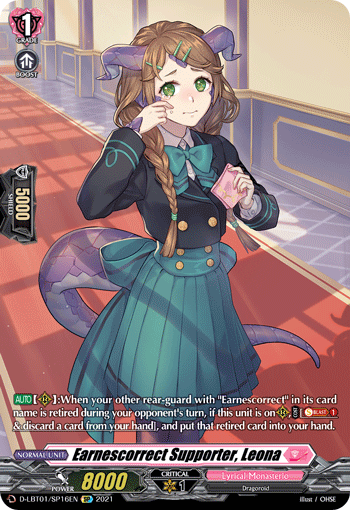 1
GRADE
BOOST
5000
SHIELD
AUTO [R]:When your other rear-guard with "Earnescorrect" in its card
name is retired during your opponent's turn, if this unit is on R, COST [S BLAST 1
& discard a card from your hand], and put that retired card into your hand.
NORMAL UNIT Earnescorrect Supporter, Leona
Lyrical Monasterio
POWER 8000 CRITICAL 1 Dragoroid
D-LBT01/SP16EN SP 2021 illust / OHSE